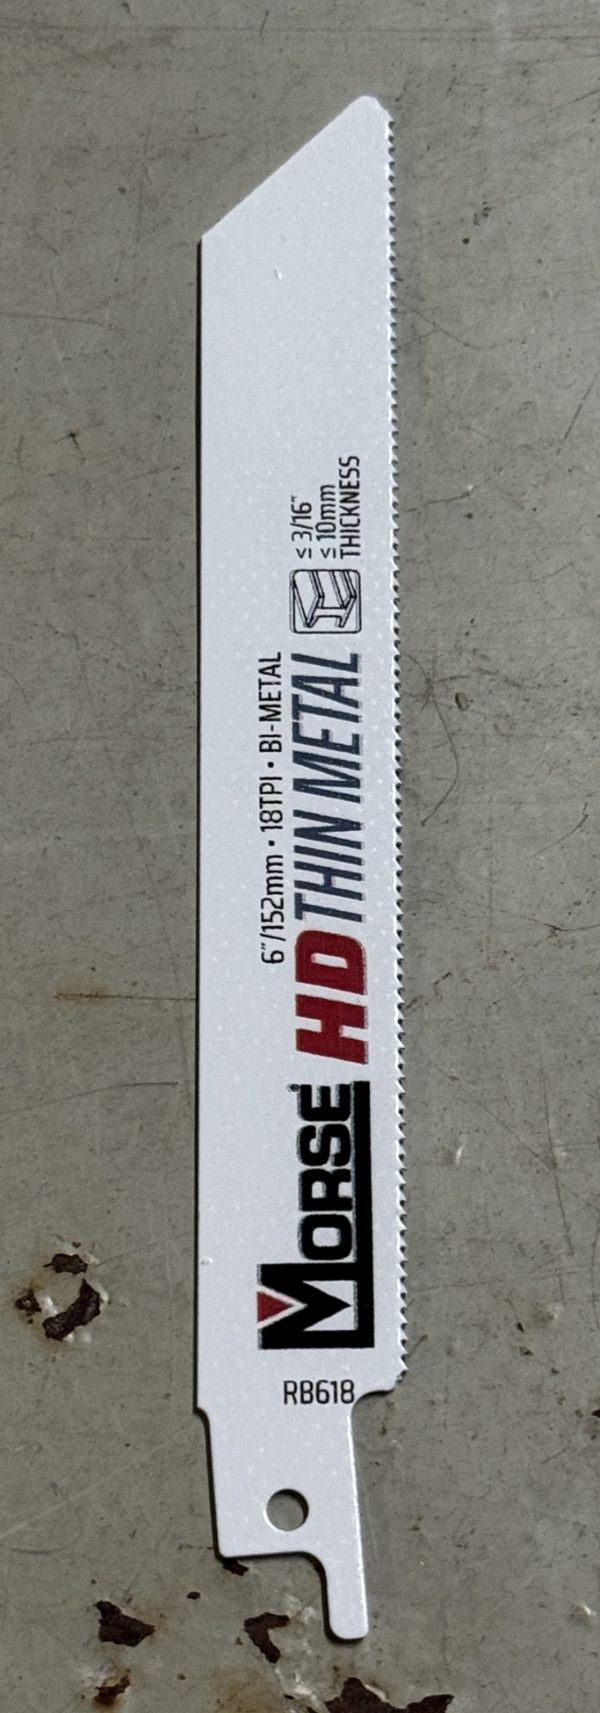 6"/152mm · 18TPI · BI-METAL
MORSE® HD THIN METAL
≤ 3/16"
≤ 10mm
THICKNESS
RB618